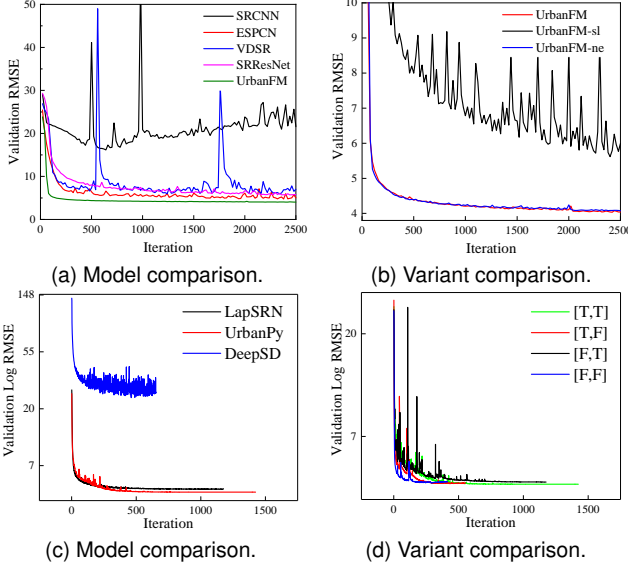 50
40
30
20
10
0
Validation RMSE
SRCNN
ESPCN
VDSR
SRResNet
UrbanFM
0 500 1000 1500 2000 2500
Iteration
(a) Model comparison.
10
9
8
7
6
5
4
Validation RMSE
UrbanFM
UrbanFM-sl
UrbanFM-ne
0 500 1000 1500 2000 2500
Iteration
(b) Variant comparison.
148
55
20
7
Validation Log RMSE
LapSRN
UrbanPy
DeepSD
0 500 1000 1500
Iteration
(c) Model comparison.
20
7
Validation Log RMSE
[T,T]
[T,F]
[F,T]
[F,F]
0 500 1000 1500
Iteration
(d) Variant comparison.